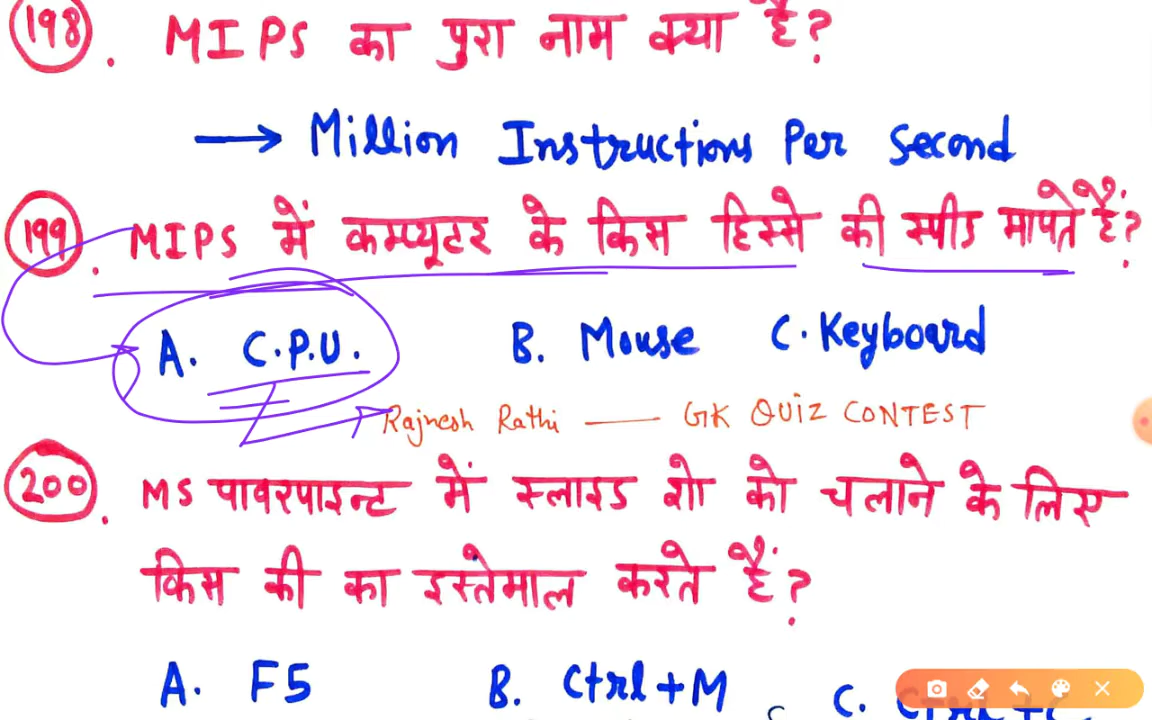 198. MIPS का पुरा नाम क्या है?
→ Million Instructions Per Second
199. MIPS में कम्प्यूटर के किस हिस्से की स्पीड मापते हैं?
A. C.P.U. B. Mouse C. Keyboard
Rajnesh Rathi — GK QUIZ CONTEST
200. MS पावरपाइन्ट में स्लाइड शो को चलाने के लिए
किस की का इस्तेमाल करते हैं?
A. F5 B. Ctrl+M C.